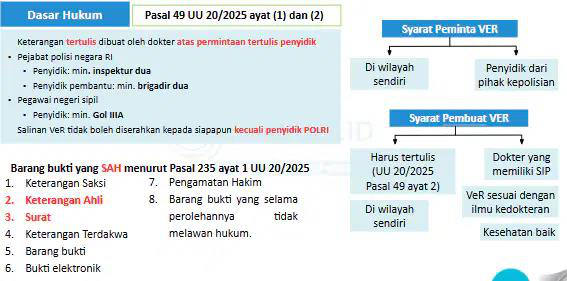 Dasar Hukum
Pasal 49 UU 20/2025 ayat (1) dan (2)
Keterangan tertulis dibuat oleh dokter atas permintaan tertulis penyidik
• Pejabat polisi negara RI
• Penyidik: min. inspektur dua
• Penyidik pembantu: min. brigadir dua
• Pegawai negeri sipil
• Penyidik: min. Gol IIIA
Salinan VeR tidak boleh diserahkan kepada siapapun kecuali penyidik POLRI
Barang bukti yang SAH menurut Pasal 235 ayat 1 UU 20/2025
1. Keterangan Saksi
2. Keterangan Ahli
3. Surat
4. Keterangan Terdakwa
5. Barang bukti
6. Bukti elektronik
7. Pengamatan Hakim
8. Barang bukti yang selama
perolehannya tidak
melawan hukum.
Syarat Peminta VER
Di wilayah
sendiri
Penyidik dari
pihak kepolisian
Syarat Pembuat VER
Harus tertulis
(UU 20/2025
Pasal 49 ayat 2)
Di wilayah
sendiri
Dokter yang
memiliki SIP
VeR sesuai dengan
ilmu kedokteran
Kesehatan baik